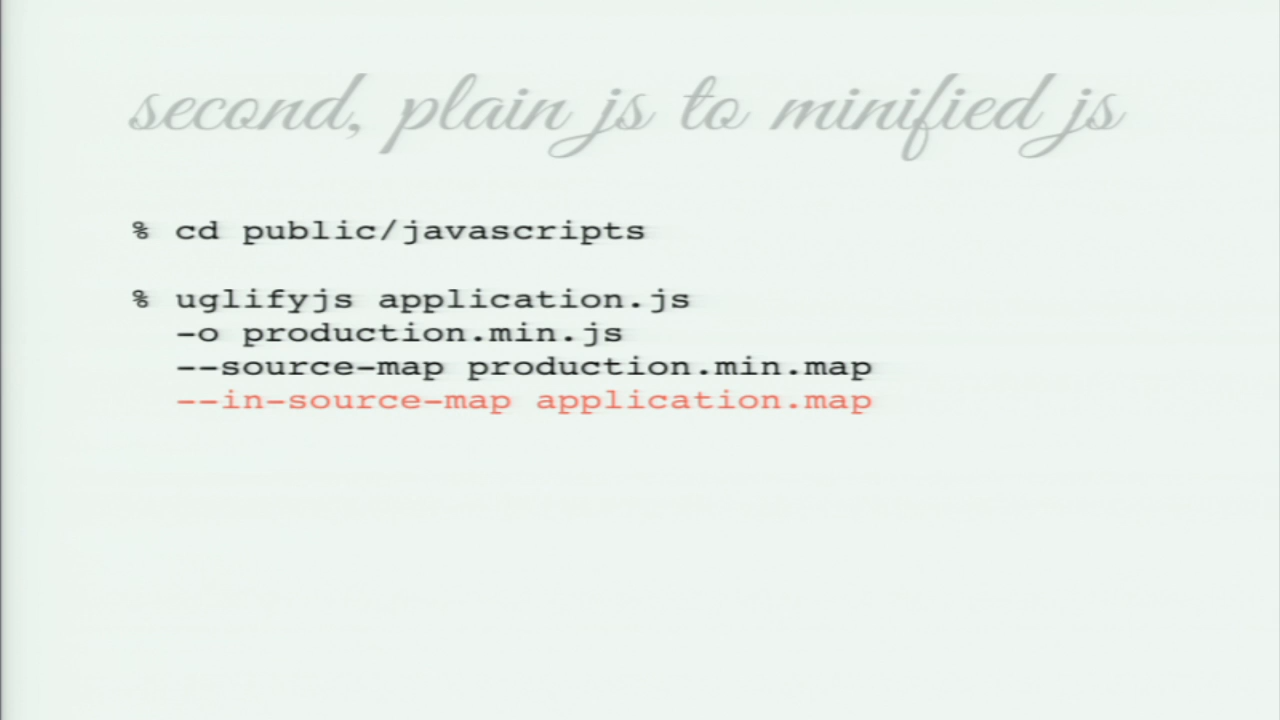 second, plain js to minified js
% cd public/javascripts
% uglifyjs application.js
-o production.min.js
--source-map production.min.map
--in-source-map application.map